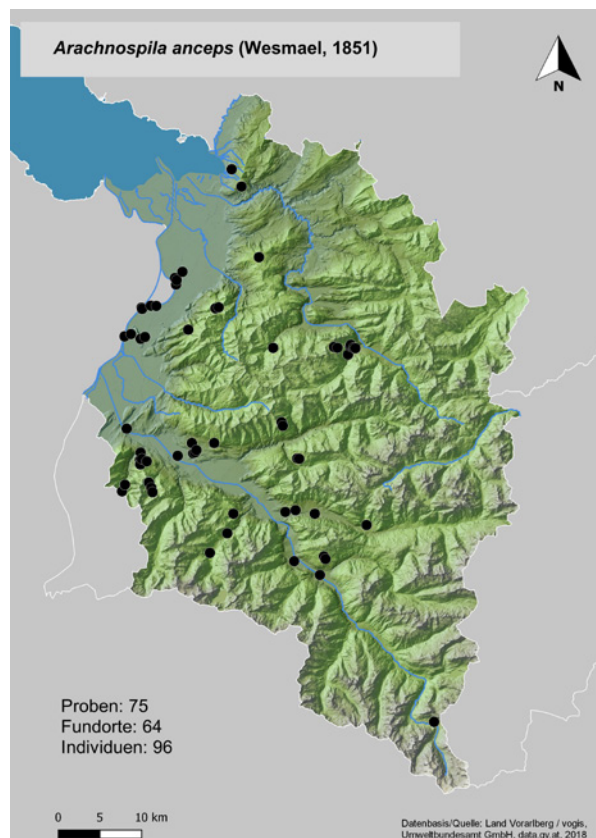 Arachnospila anceps (Wesmael, 1851)
N
Proben: 75
Fundorte: 64
Individuen: 96
0 5 10 km
Datenbasis/Quelle: Land Vorarlberg / vogis,
Umweltbundesamt GmbH, data.gv.at, 2018